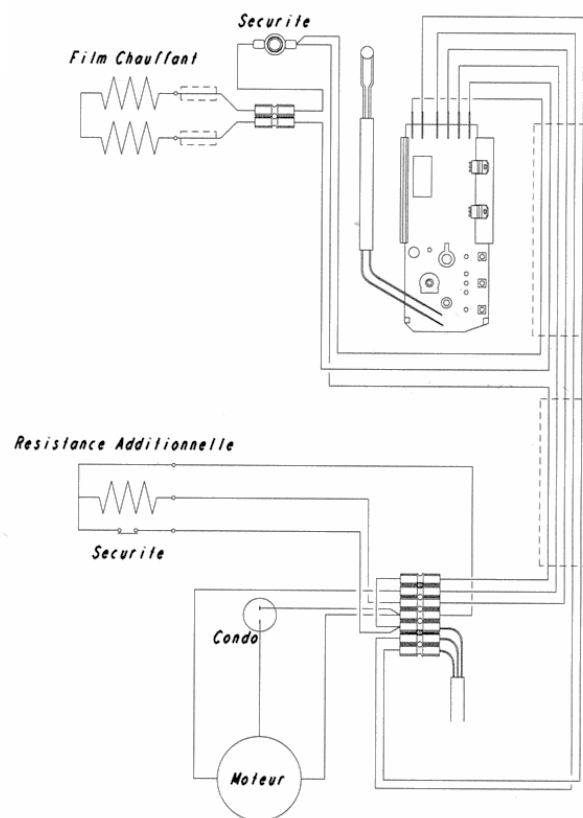 Securite
Film Chauffant
Resistance Additionnelle
Securite
Condo
Moteur